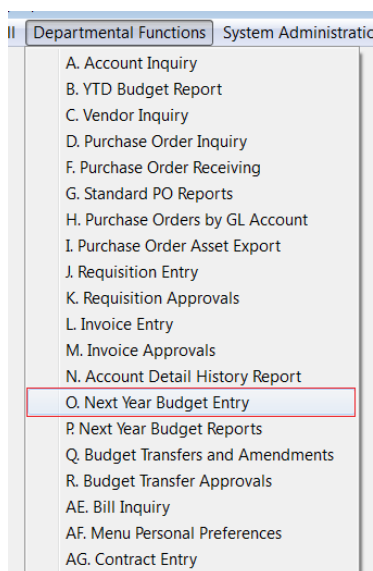 ll Departmental Functions System Administratio
A. Account Inquiry
B. YTD Budget Report
C. Vendor Inquiry
D. Purchase Order Inquiry
F. Purchase Order Receiving
G. Standard PO Reports
H. Purchase Orders by GL Account
I. Purchase Order Asset Export
J. Requisition Entry
K. Requisition Approvals
L. Invoice Entry
M. Invoice Approvals
N. Account Detail History Report
O. Next Year Budget Entry
P. Next Year Budget Reports
Q. Budget Transfers and Amendments
R. Budget Transfer Approvals
AE. Bill Inquiry
AF. Menu Personal Preferences
AG. Contract Entry